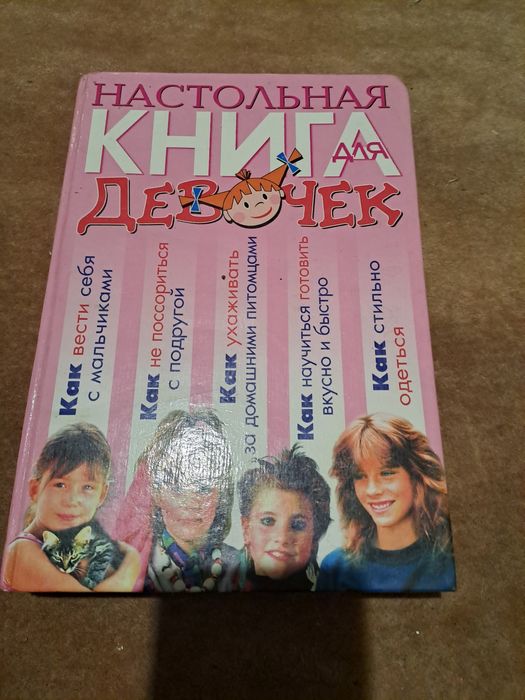 НАСТОЛЬНАЯ
КНИГА
ДЛЯ
ДЕВОЧЕК
Как вести себя
с мальчиками
Как не поссориться
с подругой
Как ухаживать
за домашними питомцами
Как научиться готовить
вкусно и быстро
Как стильно
одеться